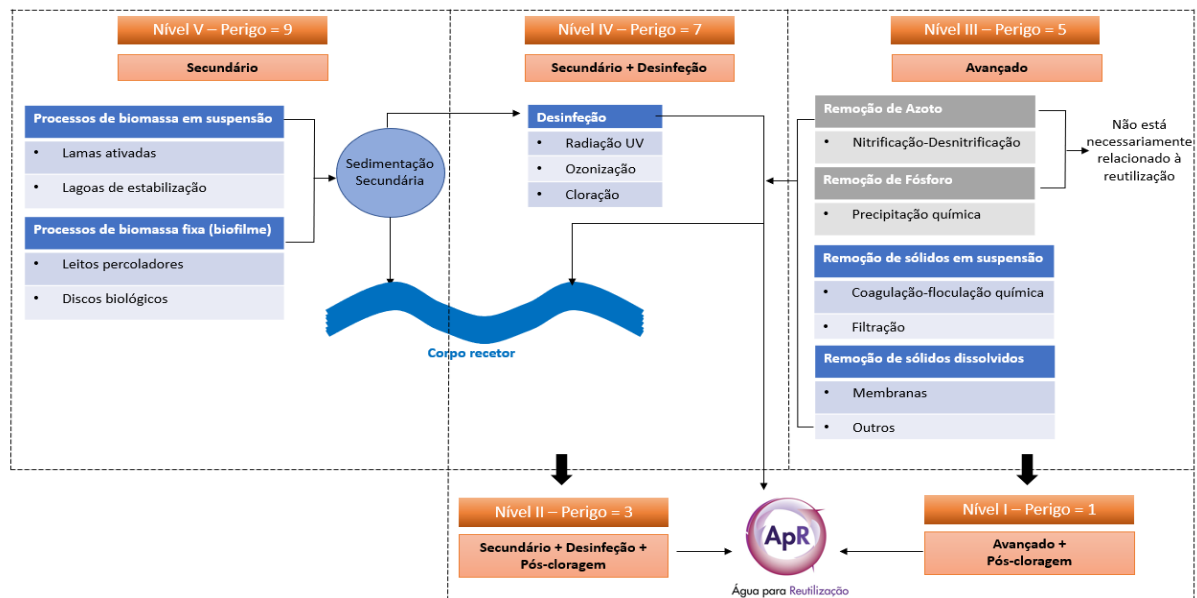 Nível V – Perigo = 9
Secundário
Processos de biomassa em suspensão
• Lamas ativadas
• Lagoas de estabilização
Processos de biomassa fixa (biofilme)
• Leitos percoladores
• Discos biológicos
Sedimentação
Secundária
Corpo recetor
Nível IV – Perigo = 7
Secundário + Desinfeção
Desinfeção
• Radiação UV
• Ozonização
• Cloração
Nível III – Perigo = 5
Avançado
Remoção de Azoto
• Nitrificação-Desnitrificação
Remoção de Fósforo
• Precipitação química
Não está
necessariamente
relacionado à
reutilização
Remoção de sólidos em suspensão
• Coagulação-floculação química
• Filtração
Remoção de sólidos dissolvidos
• Membranas
• Outros
Nível II – Perigo = 3
Secundário + Desinfeção +
Pós-cloragem
ApR
Água para Reutilização
Nível I – Perigo = 1
Avançado +
Pós-cloragem